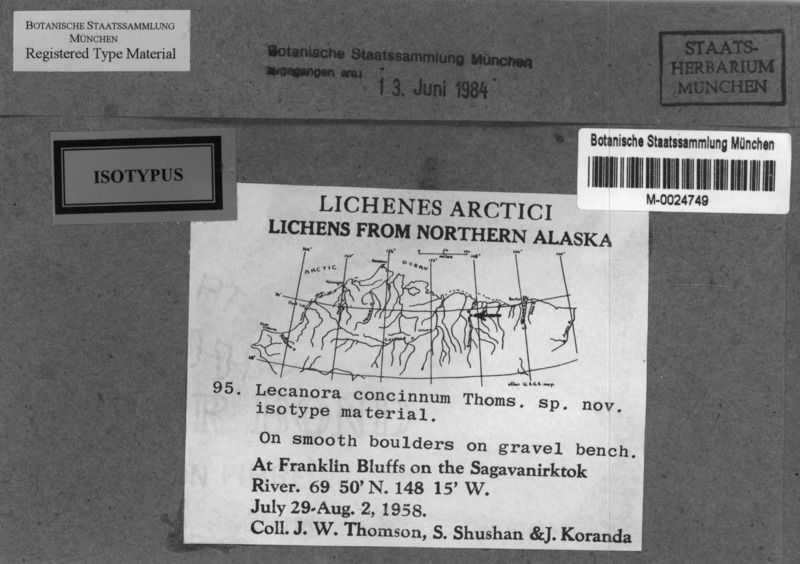 BOTANISCHE STAATSSAMMLUNG
MÜNCHEN
Registered Type Material
Botanische Staatssammlung München
zugegangen am:
13. Juni 1984
STAATS-
HERBARIUM
MÜNCHEN
ISOTYPUS
Botanische Staatssammlung München
M-0024749
LICHENES ARCTICI
LICHENS FROM NORTHERN ALASKA
ARCTIC OCEAN
after U.S.G.S. map.
95. Lecanora concinnum Thoms. sp. nov.
isotype material.
On smooth boulders on gravel bench.
At Franklin Bluffs on the Sagavanirktok
River. 69 50' N. 148 15' W.
July 29-Aug. 2, 1958.
Coll. J. W. Thomson, S. Shushan &J. Koranda